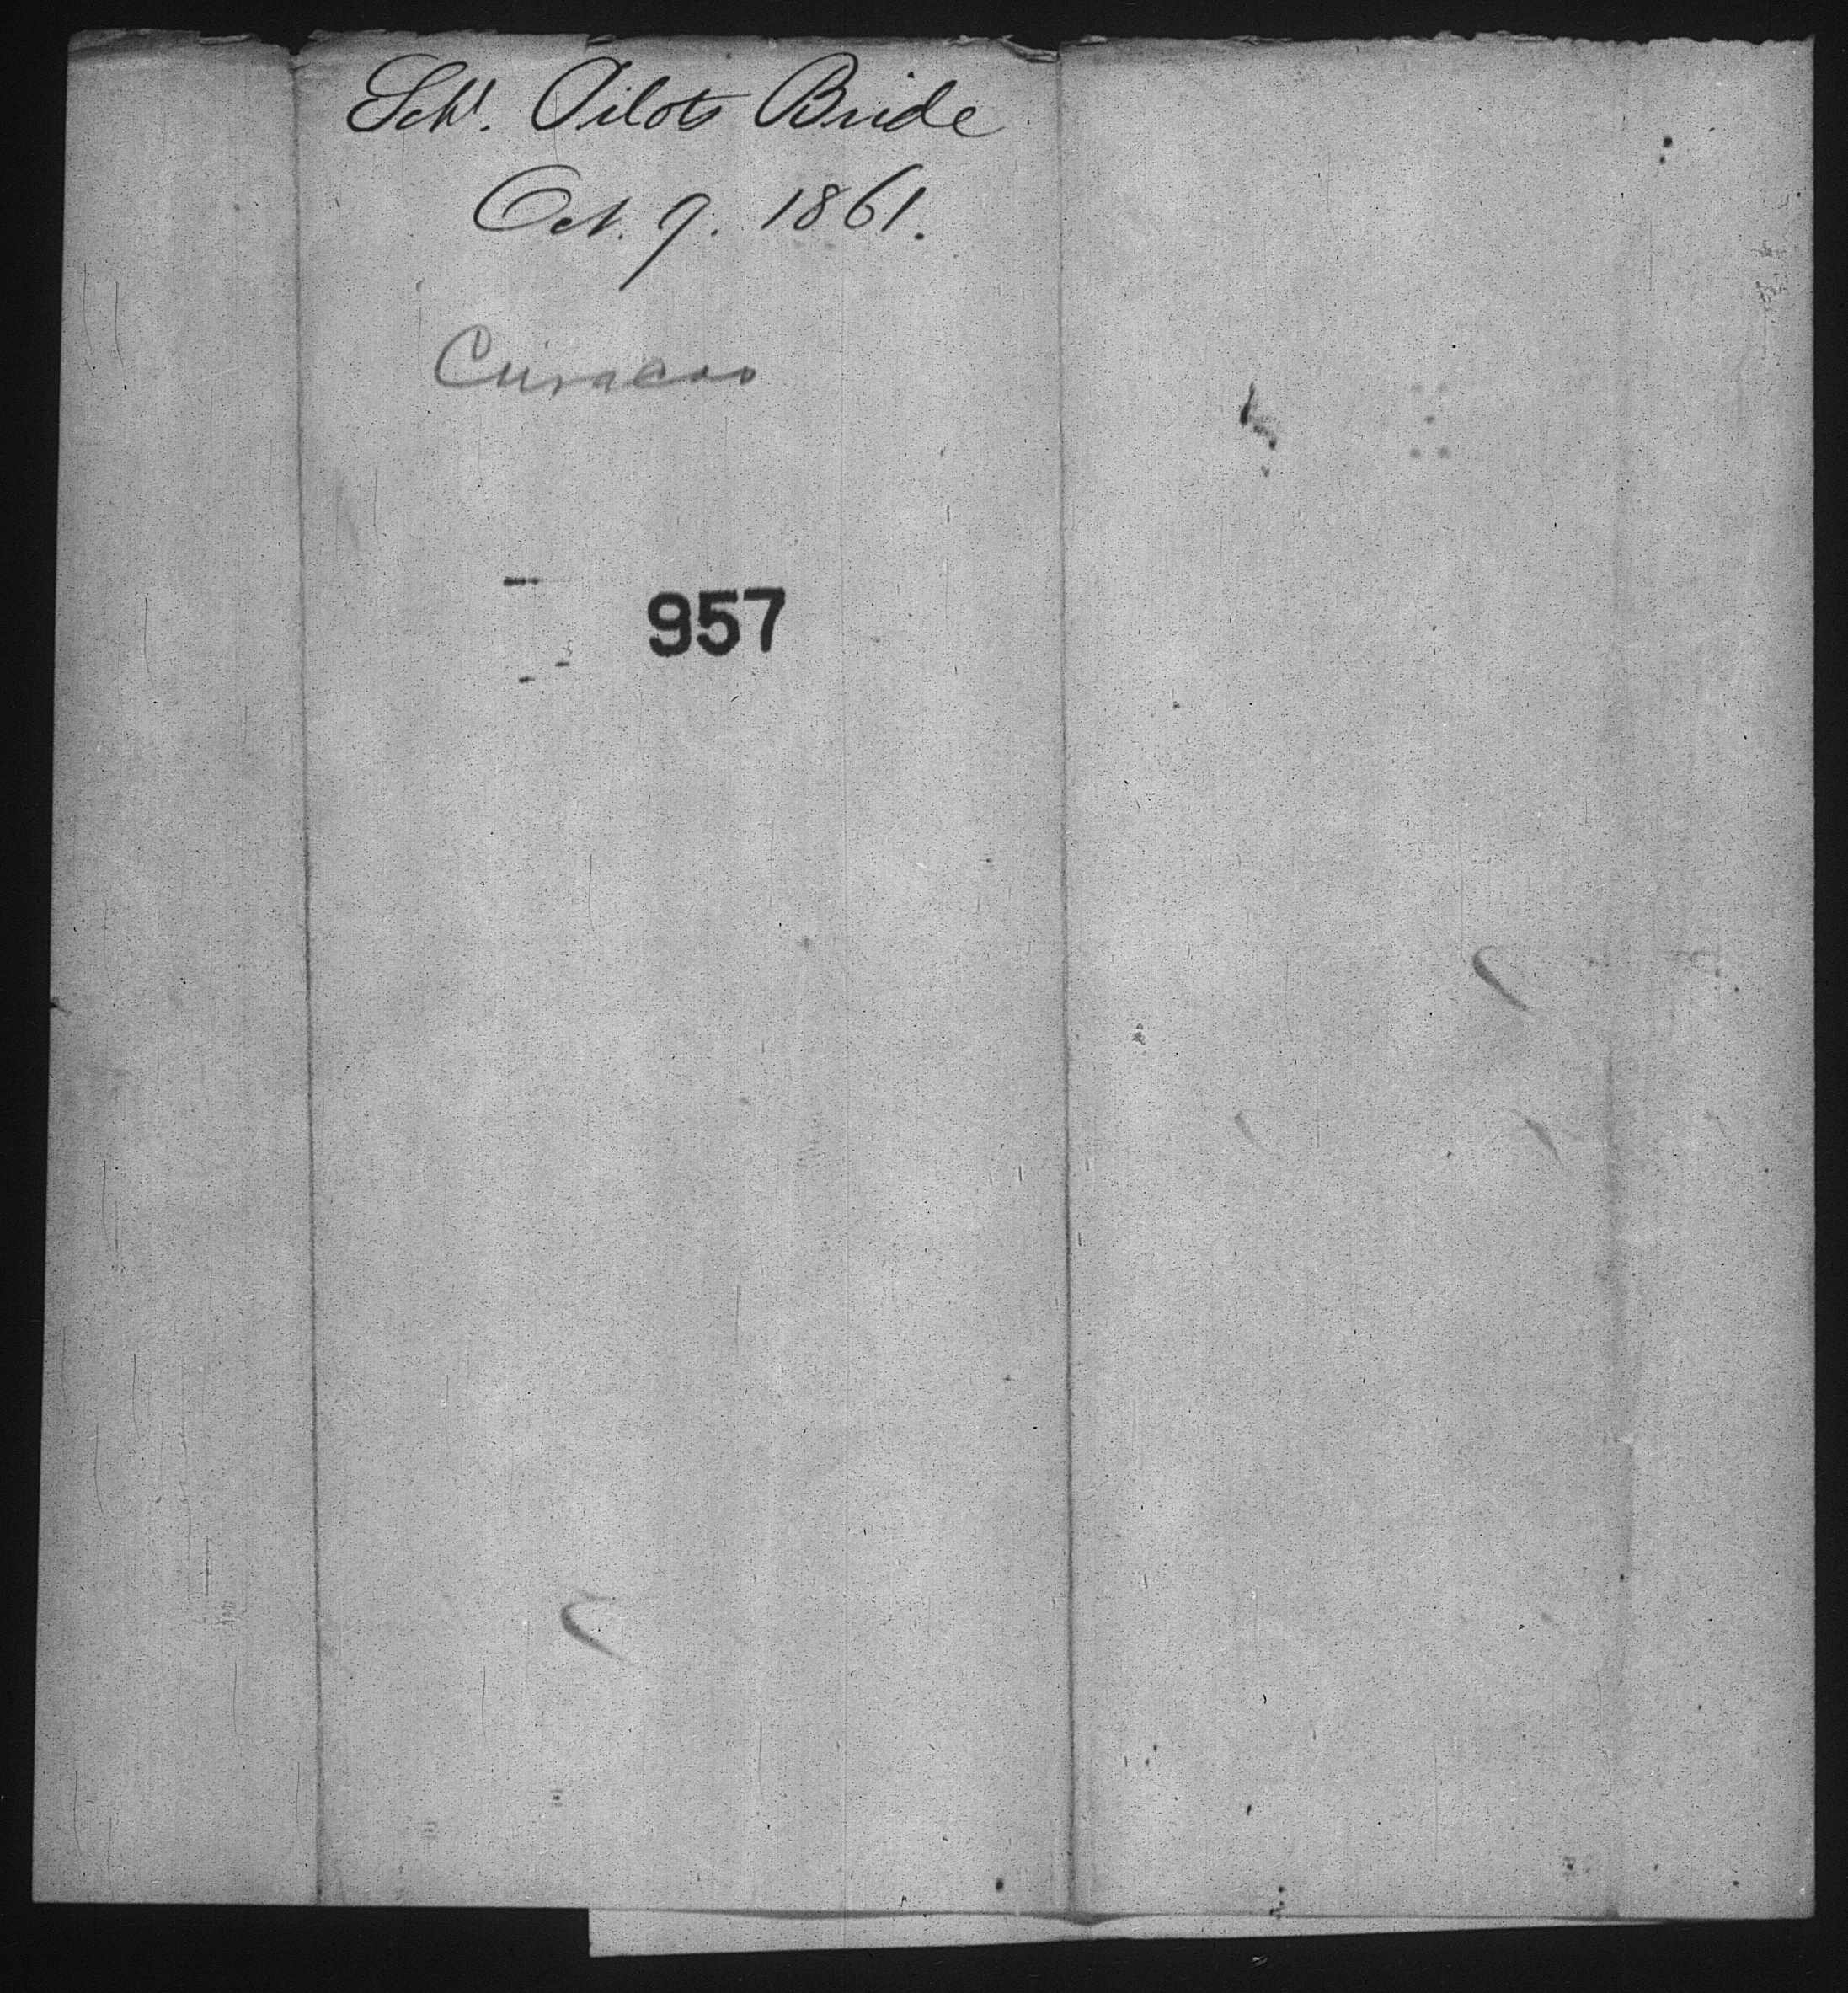 Schr. Pilots Bride
Oct. 9. 1861.
Curacao
957